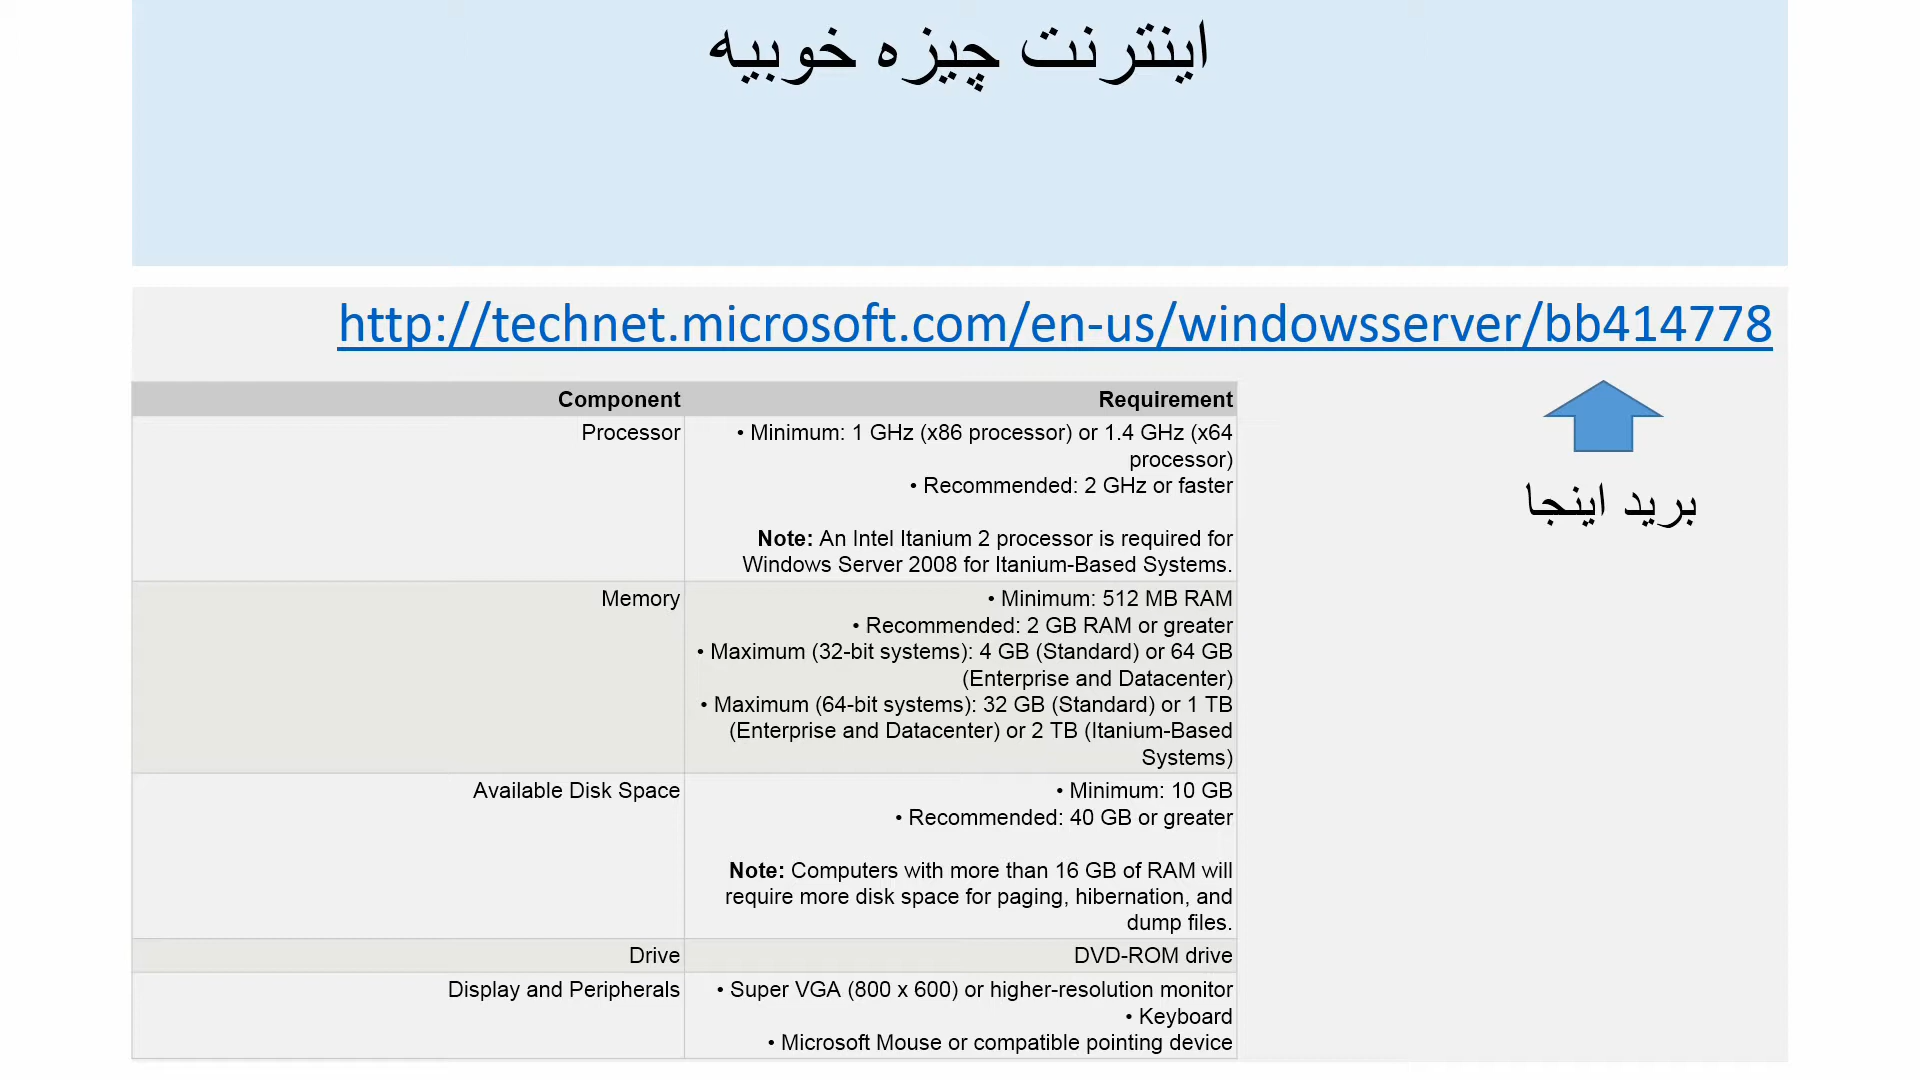 اینترنت چیزه خوبیه
http://technet.microsoft.com/en-us/windowsserver/bb414778
برید اینجا
Component Requirement
Processor • Minimum: 1 GHz (x86 processor) or 1.4 GHz (x64
processor)
• Recommended: 2 GHz or faster
Note: An Intel Itanium 2 processor is required for
Windows Server 2008 for Itanium-Based Systems.
Memory • Minimum: 512 MB RAM
• Recommended: 2 GB RAM or greater
• Maximum (32-bit systems): 4 GB (Standard) or 64 GB
(Enterprise and Datacenter)
• Maximum (64-bit systems): 32 GB (Standard) or 1 TB
(Enterprise and Datacenter) or 2 TB (Itanium-Based
Systems)
Available Disk Space • Minimum: 10 GB
• Recommended: 40 GB or greater
Note: Computers with more than 16 GB of RAM will
require more disk space for paging, hibernation, and
dump files.
Drive DVD-ROM drive
Display and Peripherals • Super VGA (800 x 600) or higher-resolution monitor
• Keyboard
• Microsoft Mouse or compatible pointing device